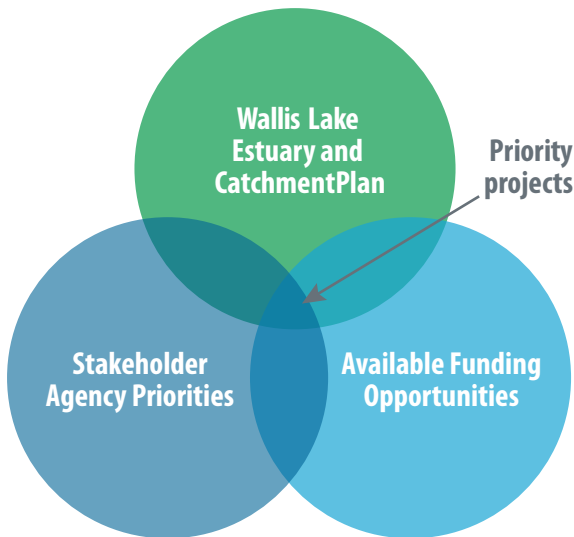 Wallis Lake
Estuary and
CatchmentPlan
Priority
projects
Stakeholder
Agency Priorities
Available Funding
Opportunities